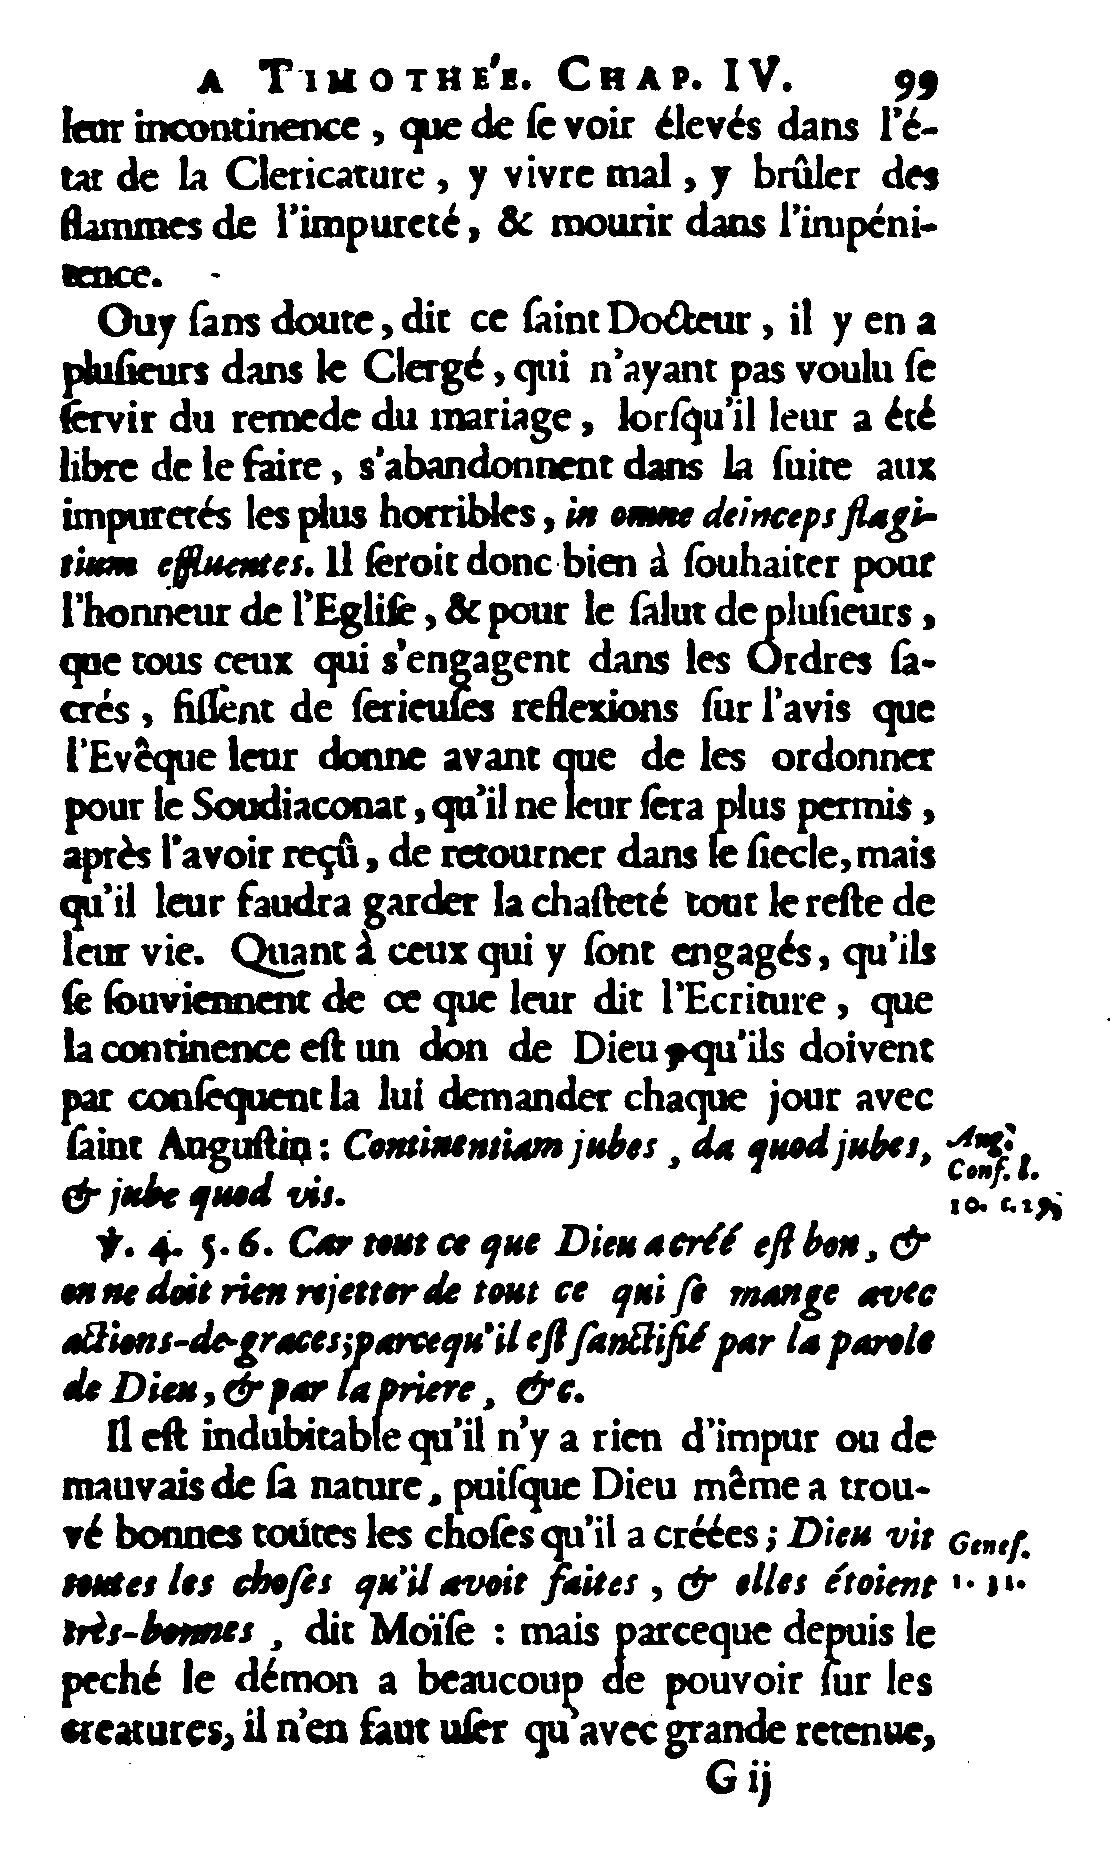 A TIMOTHE'E. CHAP. IV. 99
leur incontinence, que de ſe voir élevés dans l'é-
tat de la Clericature, y vivre mal, y brûler des
flammes de l'impureté, & mourir dans l'impéni-
tence.
Ouy ſans doute, dit ce ſaint Docteur, il y en a
pluſieurs dans le Clergé, qui n'ayant pas voulu ſe
ſervir du remede du mariage, lorſqu'il leur a été
libre de le faire, s'abandonnent dans la ſuite aux
impuretés les plus horribles, in omne deinceps flagi-
tium effluentes. Il ſeroit donc bien à ſouhaiter pour
l'honneur de l'Egliſe, & pour le ſalut de pluſieurs,
que tous ceux qui s'engagent dans les Ordres ſa-
crés, fiſſent de ſerieuſes reflexions ſur l'avis que
l'Evêque leur donne avant que de les ordonner
pour le Soudiaconat, qu'il ne leur ſera plus permis,
après l'avoir reçû, de retourner dans le ſiecle, mais
qu'il leur faudra garder la chaſteté tout le reſte de
leur vie. Quant à ceux qui y ſont engagés, qu'ils
ſe ſouviennent de ce que leur dit l'Ecriture, que
la continence eſt un don de Dieu, qu'ils doivent
par conſequent la lui demander chaque jour avec
ſaint Auguſtin: Continentiam jubes, da quod jubes,
& jube quod vis.
Aug.
Conf. l.
10. c. 29.
℣. 4. 5. 6. Car tout ce que Dieu a créé eſt bon, &
on ne doit rien rejetter de tout ce qui ſe mange avec
actions-de-graces; parcequ'il eſt ſanctifié par la parole
de Dieu, & par la priere, &c.
Il eſt indubitable qu'il n'y a rien d'impur ou de
mauvais de ſa nature, puiſque Dieu même a trou-
vé bonnes toutes les choſes qu'il a créées; Dieu vit
toutes les choſes qu'il avoit faites, & elles étoient
très-bonnes, dit Moïſe : mais parceque depuis le
peché le démon a beaucoup de pouvoir ſur les
creatures, il n'en faut uſer qu'avec grande retenue,
Geneſ.
1. 31.
G ij